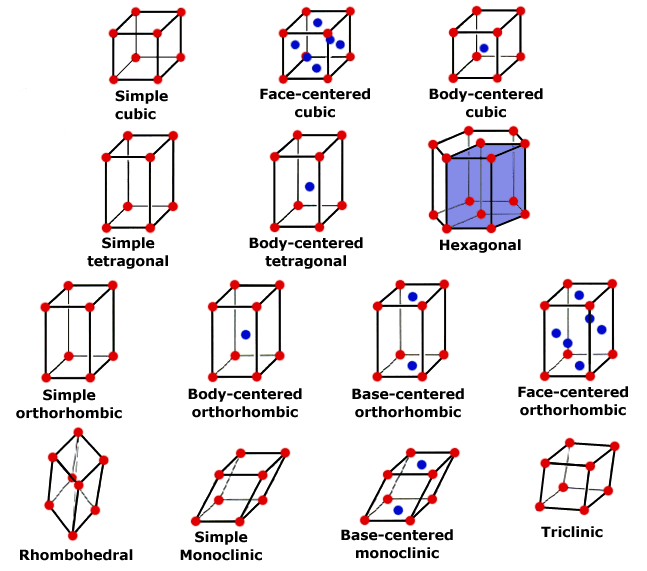 Simple
cubic
Face-centered
cubic
Body-centered
cubic
Simple
tetragonal
Body-centered
tetragonal
Hexagonal
Simple
orthorhombic
Body-centered
orthorhombic
Base-centered
orthorhombic
Face-centered
orthorhombic
Rhombohedral
Simple
Monoclinic
Base-centered
monoclinic
Triclinic